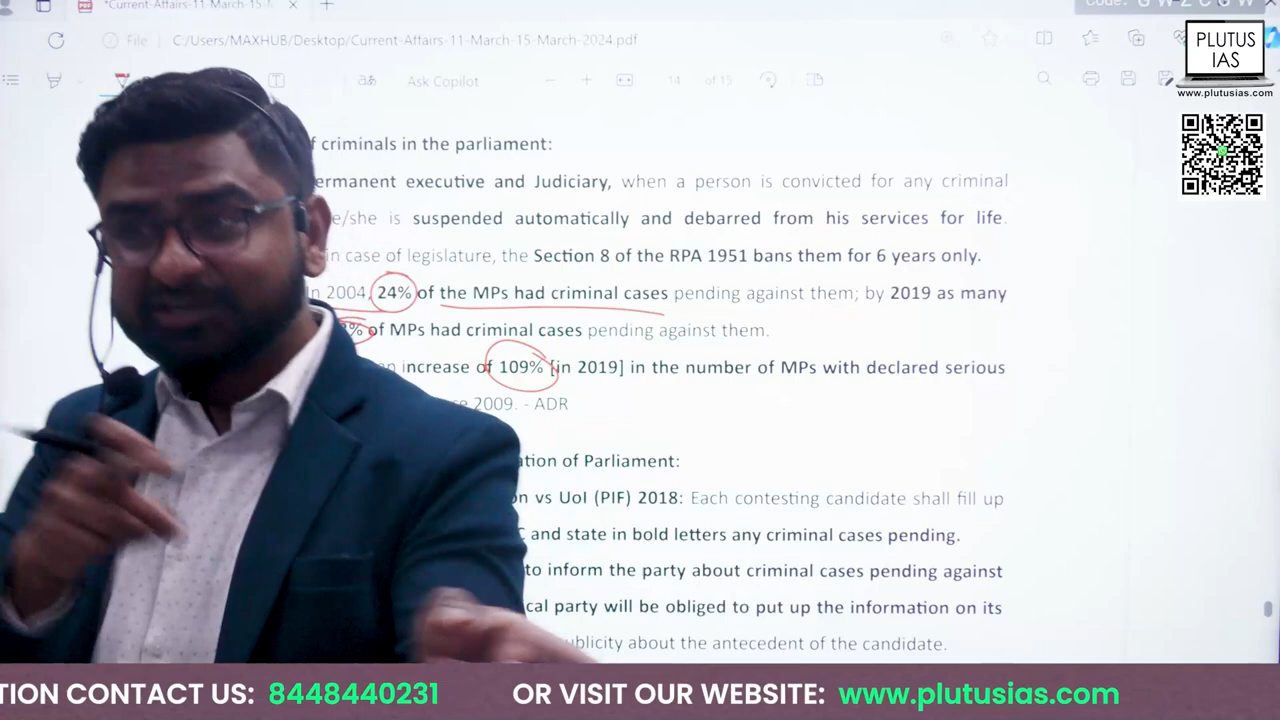 *Current-Affairs-11-March-15-M
Code: G W Z C G W
File C:/Users/MAXHUB/Desktop/Current-Affairs-11-March-15-March-2024.pdf
Ask Copilot 14 of 15
PLUTUS
IAS
www.plutusias.com
criminals in the parliament:
ermanent executive and Judiciary, when a person is convicted for any criminal
e/she is suspended automatically and debarred from his services for life.
in case of legislature, the Section 8 of the RPA 1951 bans them for 6 years only.
In 2004, 24% of the MPs had criminal cases pending against them; by 2019 as many
% of MPs had criminal cases pending against them.
increase of 109% [in 2019] in the number of MPs with declared serious
2009. - ADR
ation of Parliament:
on vs UoI (PIF) 2018: Each contesting candidate shall fill up
and state in bold letters any criminal cases pending.
to inform the party about criminal cases pending against
cal party will be obliged to put up the information on its
ublicity about the antecedent of the candidate.
TION CONTACT US: 8448440231 OR VISIT OUR WEBSITE: www.plutusias.com